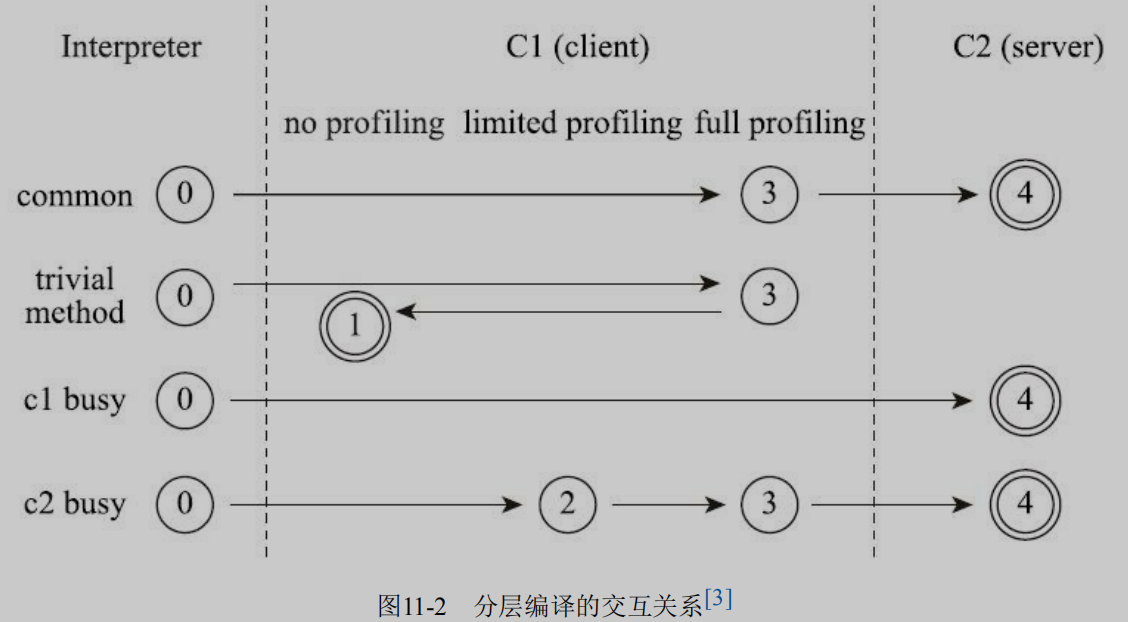 Interpreter C1 (client) C2 (server)
no profiling limited profiling full profiling
common 0 3 4
trivial
method 0 3
1
c1 busy 0 4
c2 busy 0 2 3 4
图11-2 分层编译的交互关系[3]